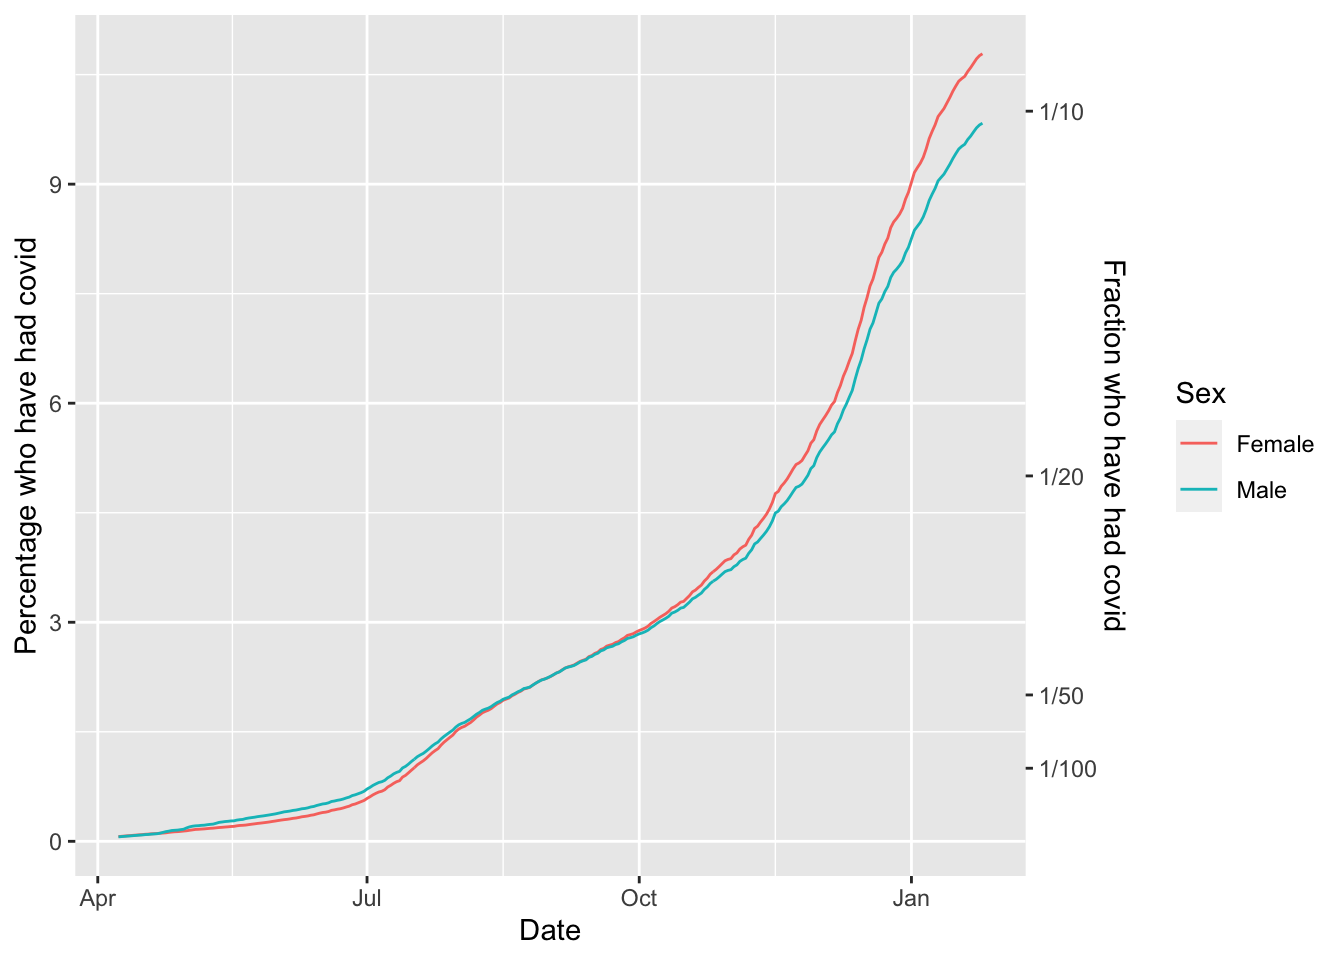 Percentage who have had covid
9
6
3
0
Apr
Jul
Oct
Jan
Date
1/10
1/20
1/50
1/100
Fraction who have had covid
Sex
Female
Male